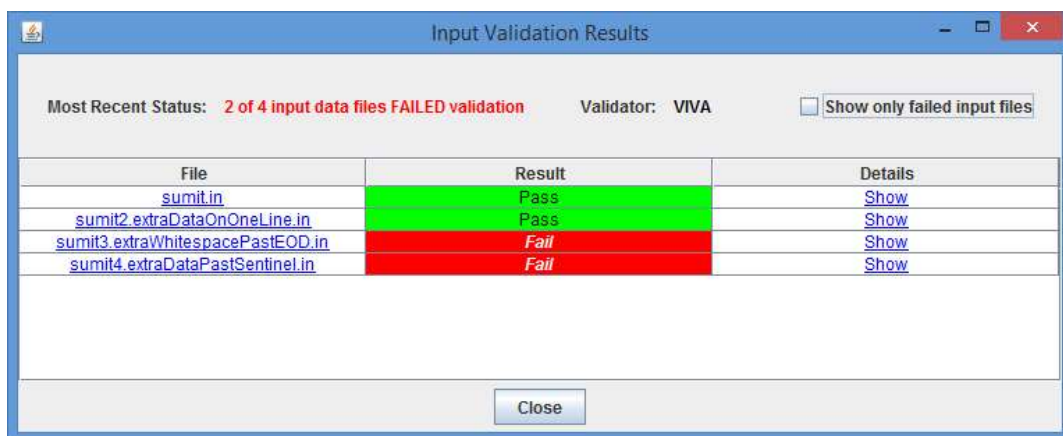 Input Validation Results
Most Recent Status: 2 of 4 input data files FAILED validation Validator: VIVA Show only failed input files
File Result Details
sumit.in Pass Show
sumit2.extraDataOnOneLine.in Pass Show
sumit3.extraWhitespacePastEOD.in Fail Show
sumit4.extraDataPastSentinel.in Fail Show
Close